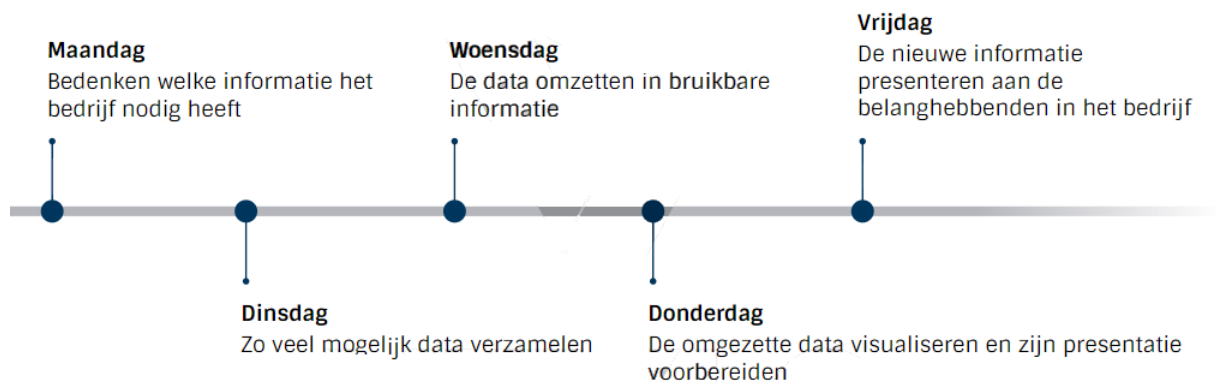 Maandag
Bedenken welke informatie het
bedrijf nodig heeft
Dinsdag
Zo veel mogelijk data verzamelen
Woensdag
De data omzetten in bruikbare
informatie
Donderdag
De omgezette data visualiseren en zijn presentatie
voorbereiden
Vrijdag
De nieuwe informatie
presenteren aan de
belanghebbenden in het bedrijf